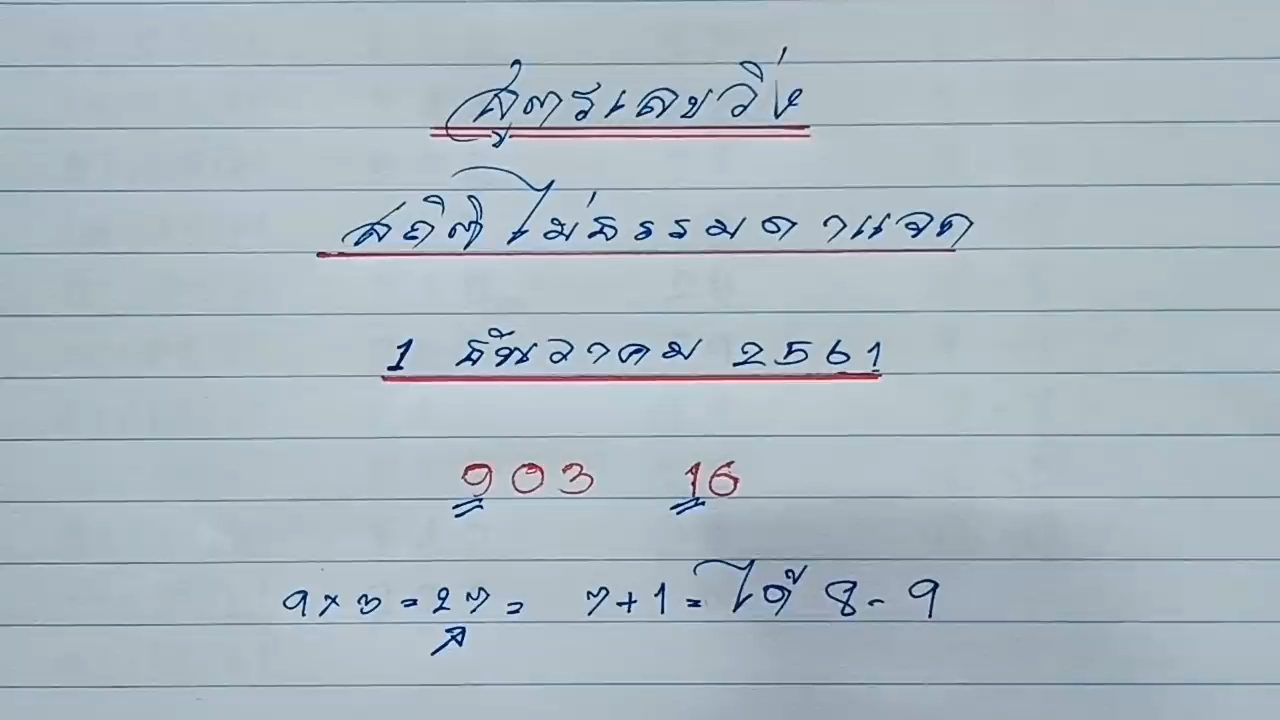 สูตรเลขวิ่ง
สถิติไม่ธรรมดาแจด
1 ธันวาคม 2561
903 16
9 x 3 = 27 = 7 + 1 = ได้ 8 - 9